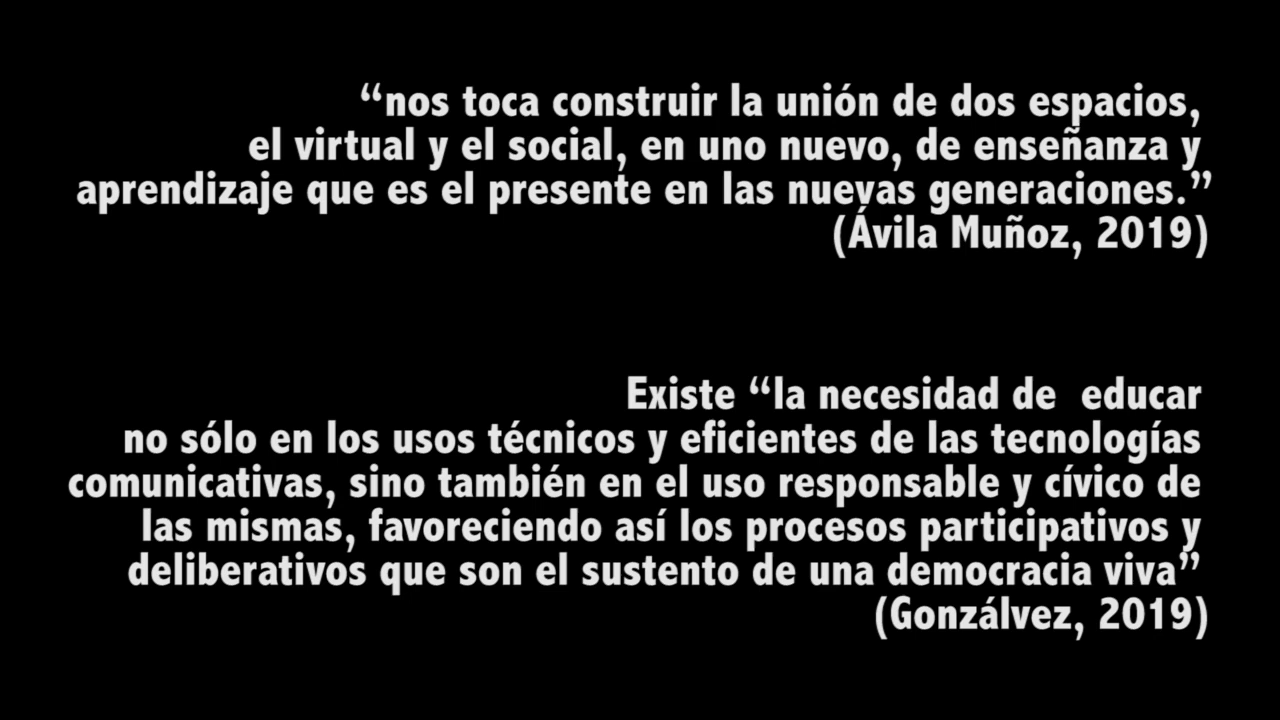 “nos toca construir la unión de dos espacios,
el virtual y el social, en uno nuevo, de enseñanza y
aprendizaje que es el presente en las nuevas generaciones.”
(Ávila Muñoz, 2019)
Existe “la necesidad de educar
no sólo en los usos técnicos y eficientes de las tecnologías
comunicativas, sino también en el uso responsable y cívico de
las mismas, favoreciendo así los procesos participativos y
deliberativos que son el sustento de una democracia viva”
(Gonzálvez, 2019)